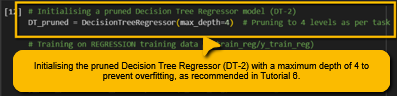 [12]
# Initialising a pruned Decision Tree Regressor model (DT-2)
DT_pruned = DecisionTreeRegressor(max_depth=4) # Pruning to 4 levels as per task
# Training on REGRESSION training data rain_reg/y_train_reg)
Initialising the pruned Decision Tree Regressor (DT-2) with a maximum depth of 4 to
prevent overfitting, as recommended in Tutorial 6.